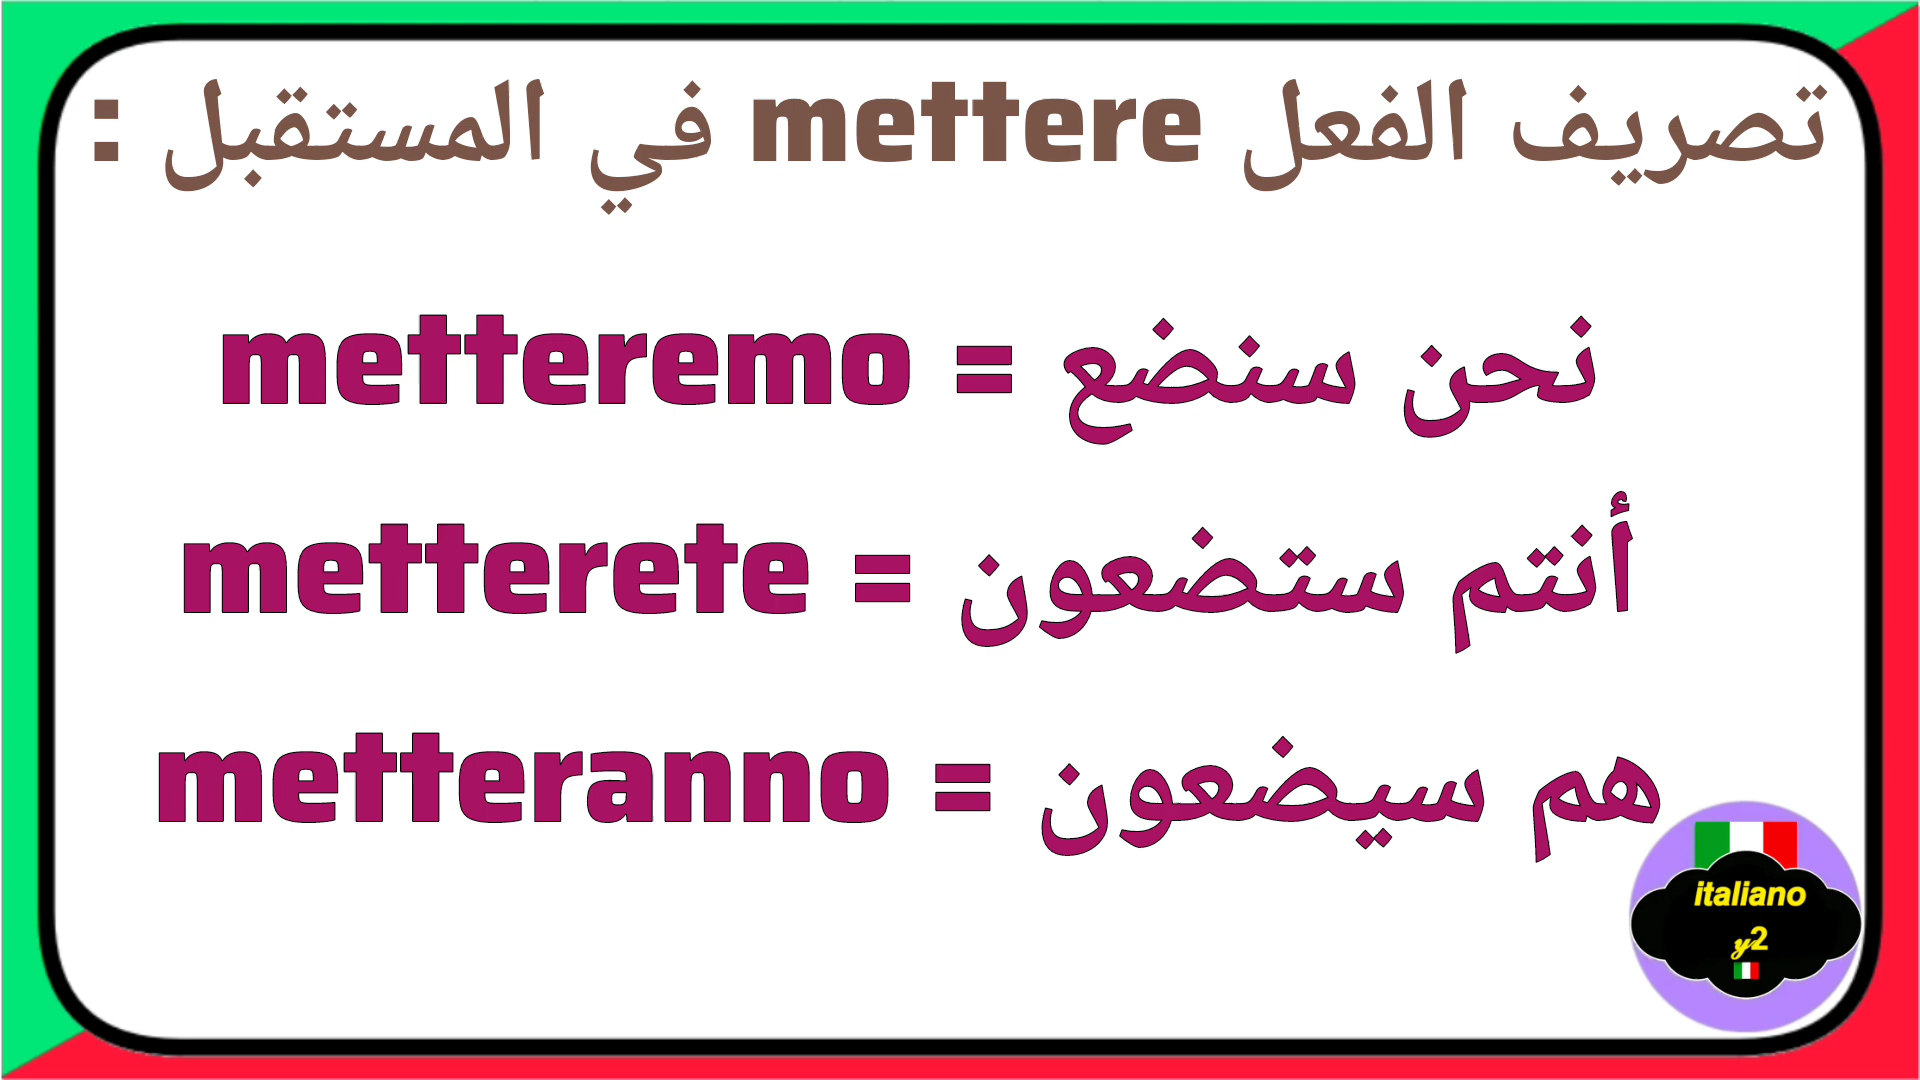 تصريف الفعل mettere في المستقبل :
نحن سنضع = metteremo
أنتم ستضعون = metterete
هم سيضعون = metteranno
italiano
y2